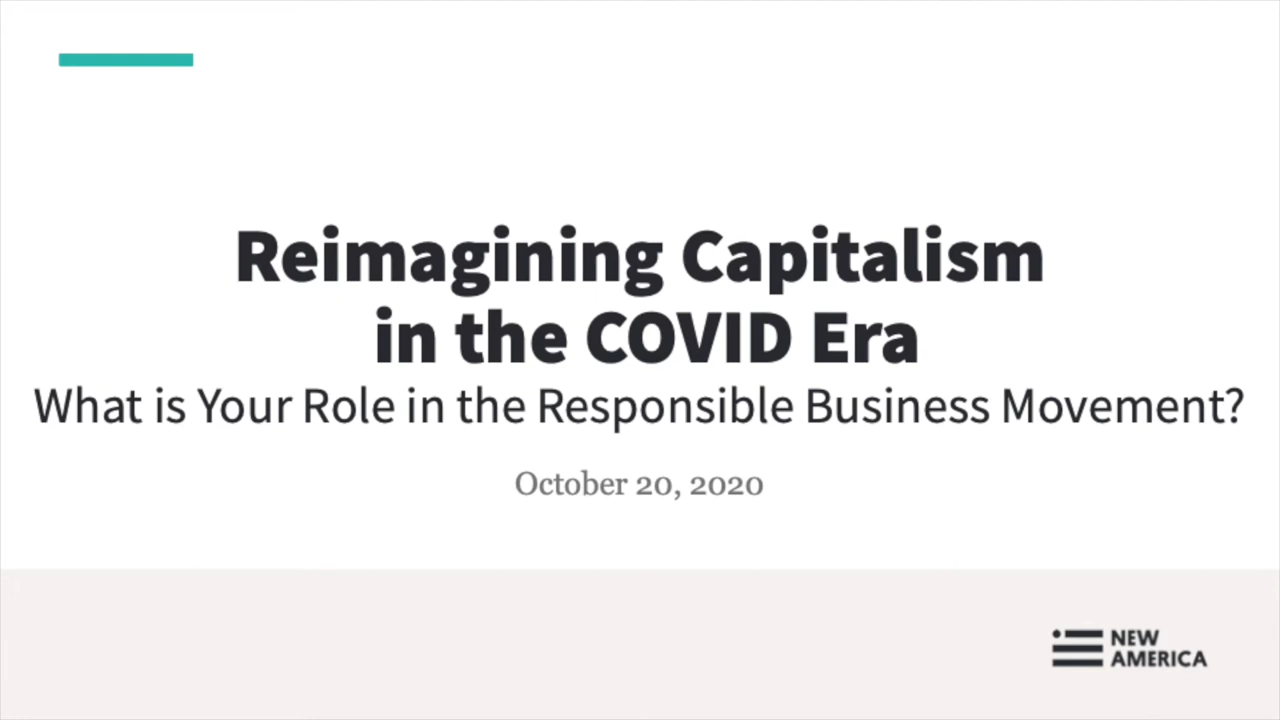 Reimagining Capitalism
in the COVID Era
What is Your Role in the Responsible Business Movement?
October 20, 2020
NEW
AMERICA